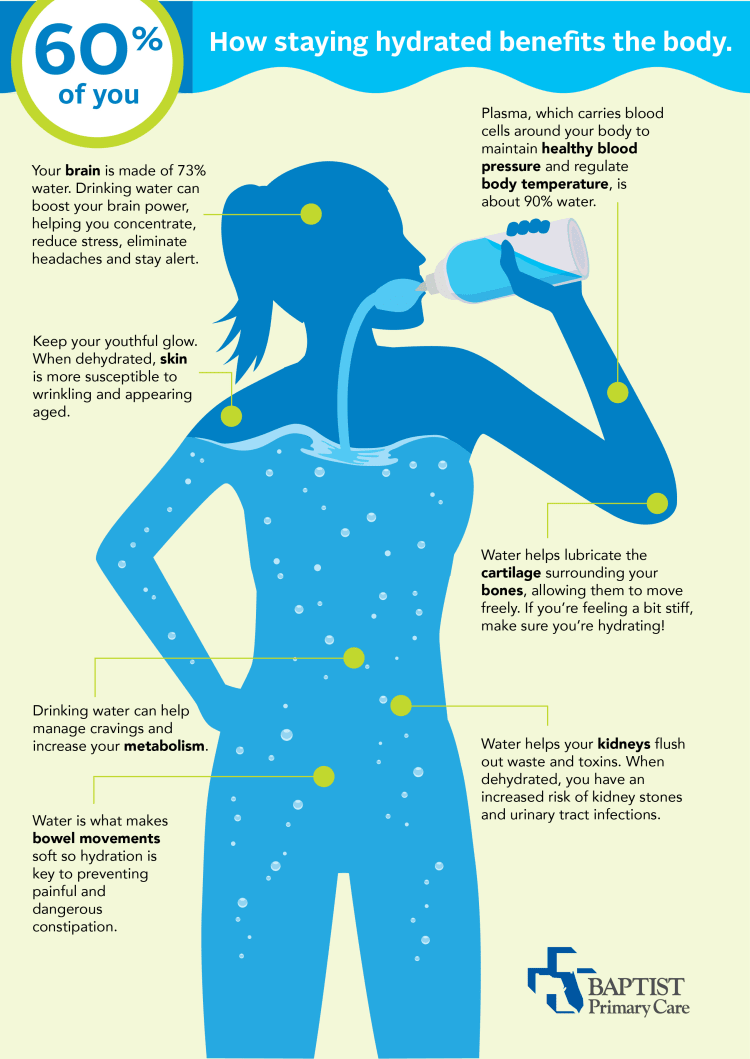 60%
of you
How staying hydrated benefits the body.
Plasma, which carries blood
cells around your body to
maintain healthy blood
pressure and regulate
body temperature, is
about 90% water.
Your brain is made of 73%
water. Drinking water can
boost your brain power,
helping you concentrate,
reduce stress, eliminate
headaches and stay alert.
Keep your youthful glow.
When dehydrated, skin
is more susceptible to
wrinkling and appearing
aged.
Water helps lubricate the
cartilage surrounding your
bones, allowing them to move
freely. If you’re feeling a bit stiff,
make sure you’re hydrating!
Drinking water can help
manage cravings and
increase your metabolism.
Water helps your kidneys flush
out waste and toxins. When
dehydrated, you have an
increased risk of kidney stones
and urinary tract infections.
Water is what makes
bowel movements
soft so hydration is
key to preventing
painful and
dangerous
constipation.
BAPTIST
Primary Care